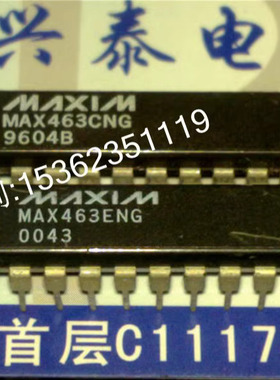 兴泰电
MAXIM
MAX463CNG
9604B
:15362351119
MAXIM
MAX463ENG
0043
首层C1117